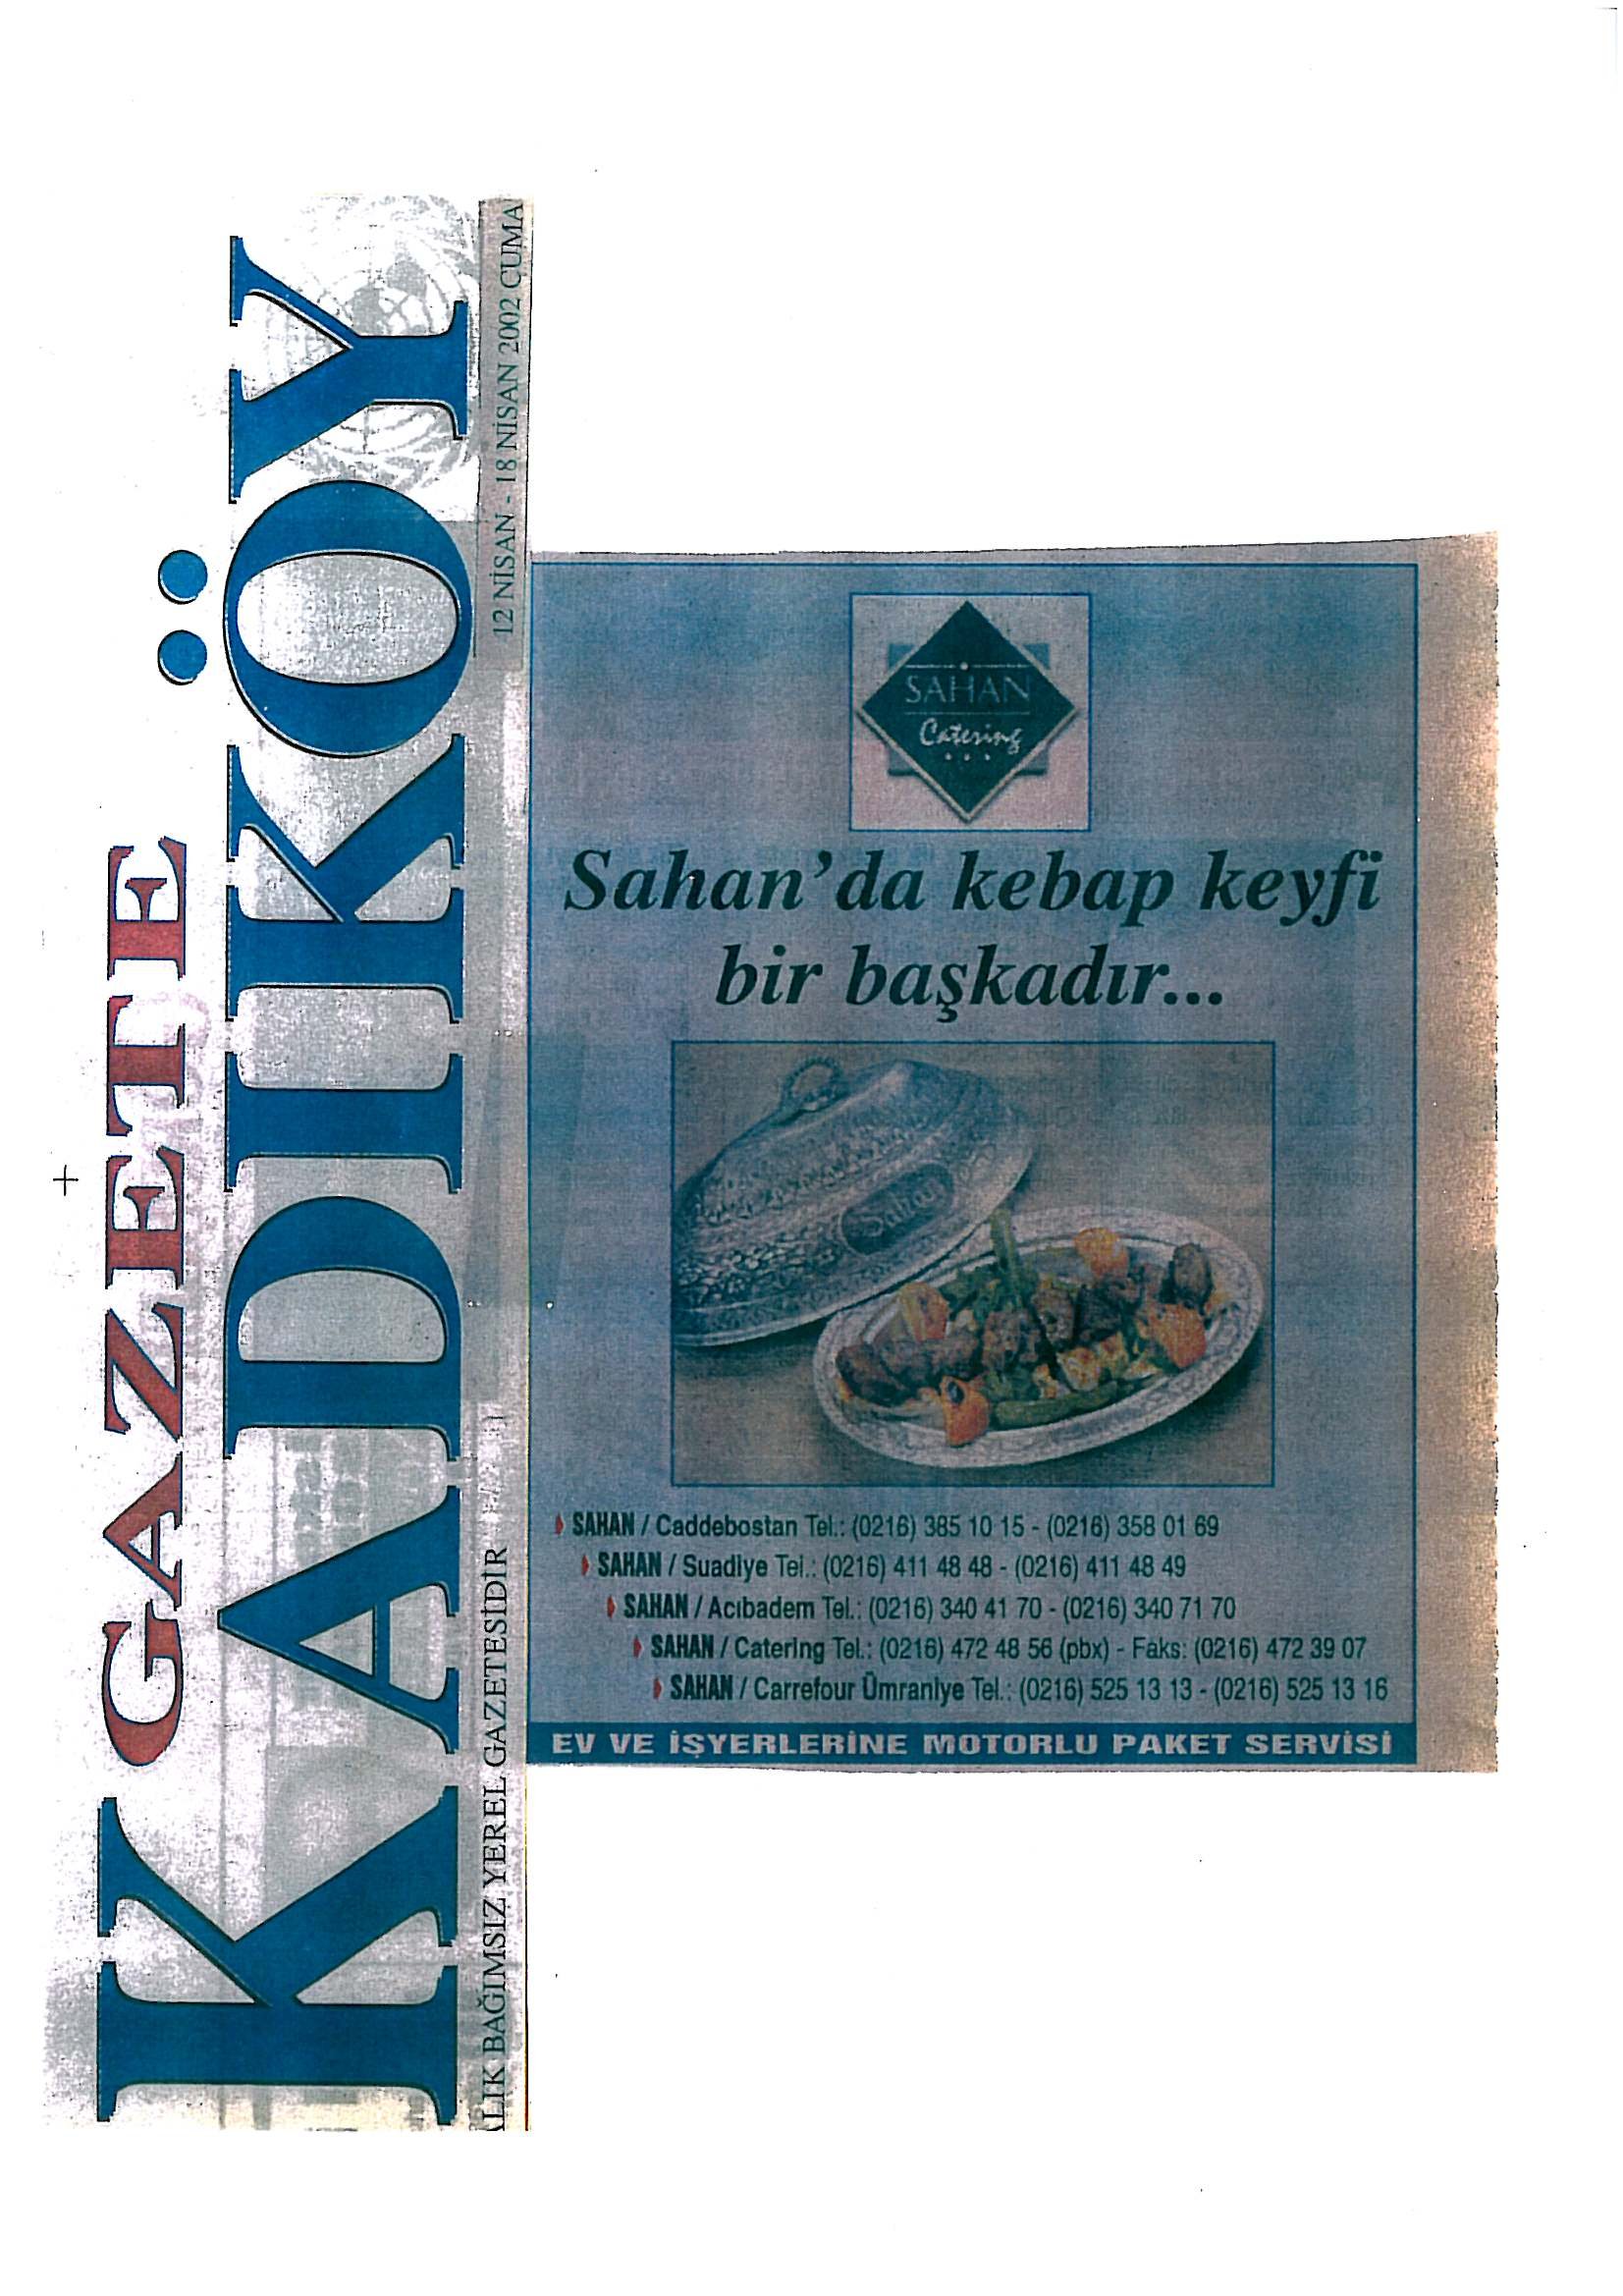 GAZETE
KADIKÖY
BAĞIMSIZ YEREL GAZETESİDİR
12 NİSAN - 18 NİSAN 2002 CUMA
SAHAN
Catering
Sahan'da kebap keyfi
bir başkadır...
Sahan
SAHAN / Caddebostan Tel.: (0216) 385 10 15 - (0216) 358 01 69
SAHAN / Suadiye Tel.: (0216) 411 48 48 - (0216) 411 48 49
SAHAN / Acıbadem Tel.: (0216) 340 41 70 - (0216) 340 71 70
SAHAN / Catering Tel.: (0216) 472 48 56 (pbx) - Faks: (0216) 472 39 07
SAHAN / Carrefour Ümraniye Tel.: (0216) 525 13 13 - (0216) 525 13 16
EV VE İŞYERLERİNE MOTORLU PAKET SERVİSİ